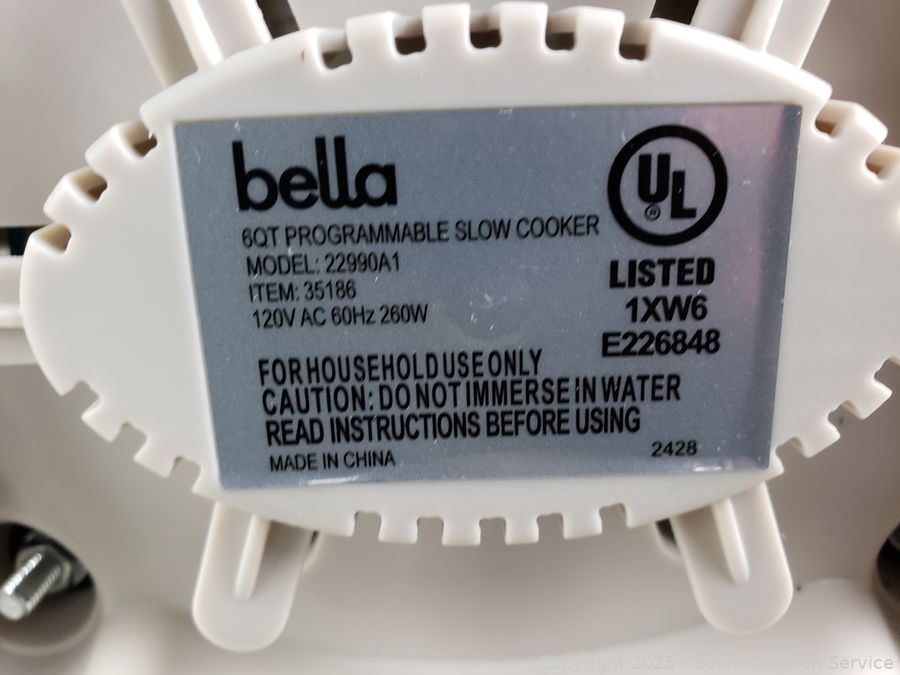 bella
6QT PROGRAMMABLE SLOW COOKER
MODEL: 22990A1
ITEM: 35186
120V AC 60Hz 260W
UL
®
LISTED
1XW6
E226848
FOR HOUSEHOLD USE ONLY
CAUTION: DO NOT IMMERSE IN WATER
READ INSTRUCTIONS BEFORE USING
MADE IN CHINA
2428
Copyright 2025 - Sound Auction Service